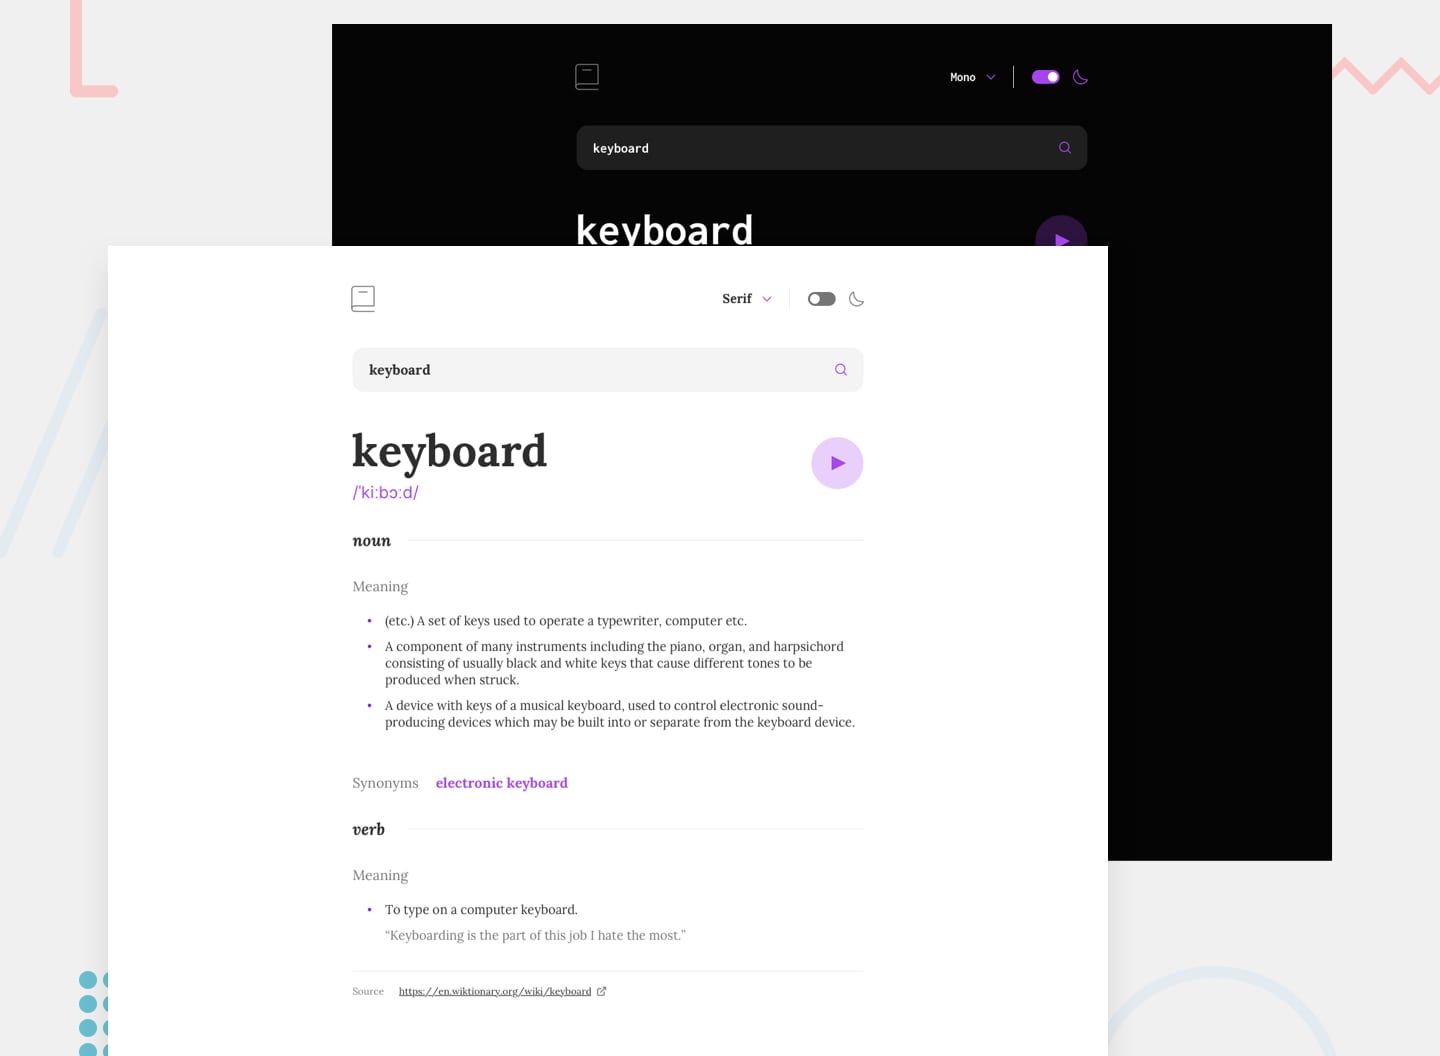 Mono
keyboard
keyboard
Serif
keyboard
keyboard
/ˈkiːbɔːd/
noun
Meaning
(etc.) A set of keys used to operate a typewriter, computer etc.
A component of many instruments including the piano, organ, and harpsichord
consisting of usually black and white keys that cause different tones to be
produced when struck.
A device with keys of a musical keyboard, used to control electronic sound-
producing devices which may be built into or separate from the keyboard device.
Synonyms electronic keyboard
verb
Meaning
To type on a computer keyboard.
“Keyboarding is the part of this job I hate the most.”
Source https://en.wiktionary.org/wiki/keyboard